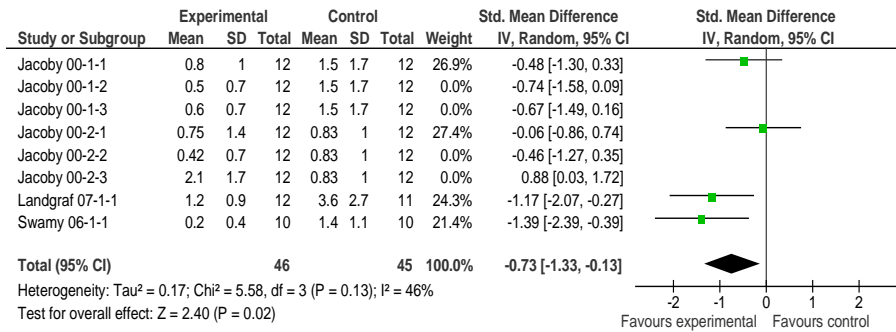 Experimental Control Std. Mean Difference Std. Mean Difference
Study or Subgroup Mean SD Total Mean SD Total Weight IV, Random, 95% CI IV, Random, 95% CI
Jacoby 00-1-1 0.8 1 12 1.5 1.7 12 26.9% -0.48 [-1.30, 0.33]
Jacoby 00-1-2 0.5 0.7 12 1.5 1.7 12 0.0% -0.74 [-1.58, 0.09]
Jacoby 00-1-3 0.6 0.7 12 1.5 1.7 12 0.0% -0.67 [-1.49, 0.16]
Jacoby 00-2-1 0.75 1.4 12 0.83 1 12 27.4% -0.06 [-0.86, 0.74]
Jacoby 00-2-2 0.42 0.7 12 0.83 1 12 0.0% -0.46 [-1.27, 0.35]
Jacoby 00-2-3 2.1 1.7 12 0.83 1 12 0.0% 0.88 [0.03, 1.72]
Landgraf 07-1-1 1.2 0.9 12 3.6 2.7 11 24.3% -1.17 [-2.07, -0.27]
Swamy 06-1-1 0.2 0.4 10 1.4 1.1 10 21.4% -1.39 [-2.39, -0.39]
Total (95% CI) 46 45 100.0% -0.73 [-1.33, -0.13]
Heterogeneity: Tau² = 0.17; Chi² = 5.58, df = 3 (P = 0.13); I² = 46%
Test for overall effect: Z = 2.40 (P = 0.02)
-2 -1 0 1 2
Favours experimental Favours control